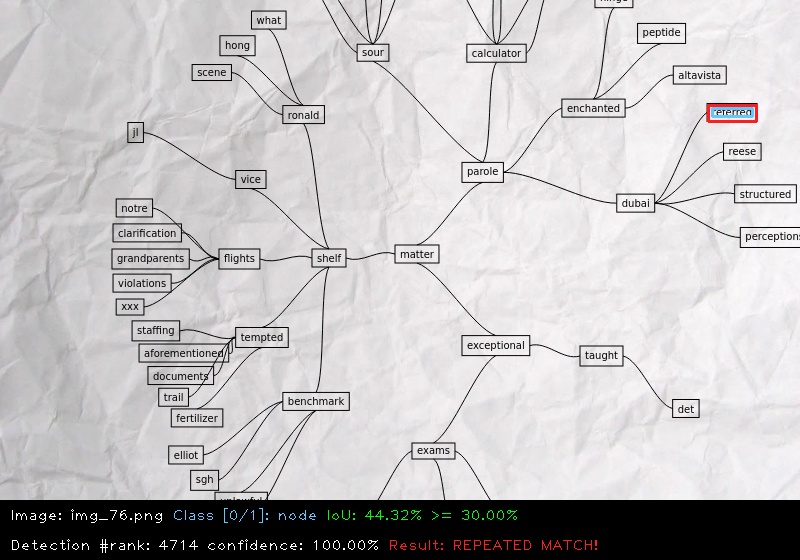 what
hong
scene
ronald
sour
calculator
peptide
altavista
enchanted
referred
reese
structured
perceptions
dubai
parole
jl
vice
notre
clarification
grandparents
violations
xxx
flights
shelf
matter
staffing
aforementioned
documents
trail
fertilizer
tempted
exceptional
taught
det
benchmark
elliot
sgh
exams
Image: img_76.png Class [0/1]: node IoU: 44.32% >= 30.00%
Detection #rank: 4714 confidence: 100.00% Result: REPEATED MATCH!